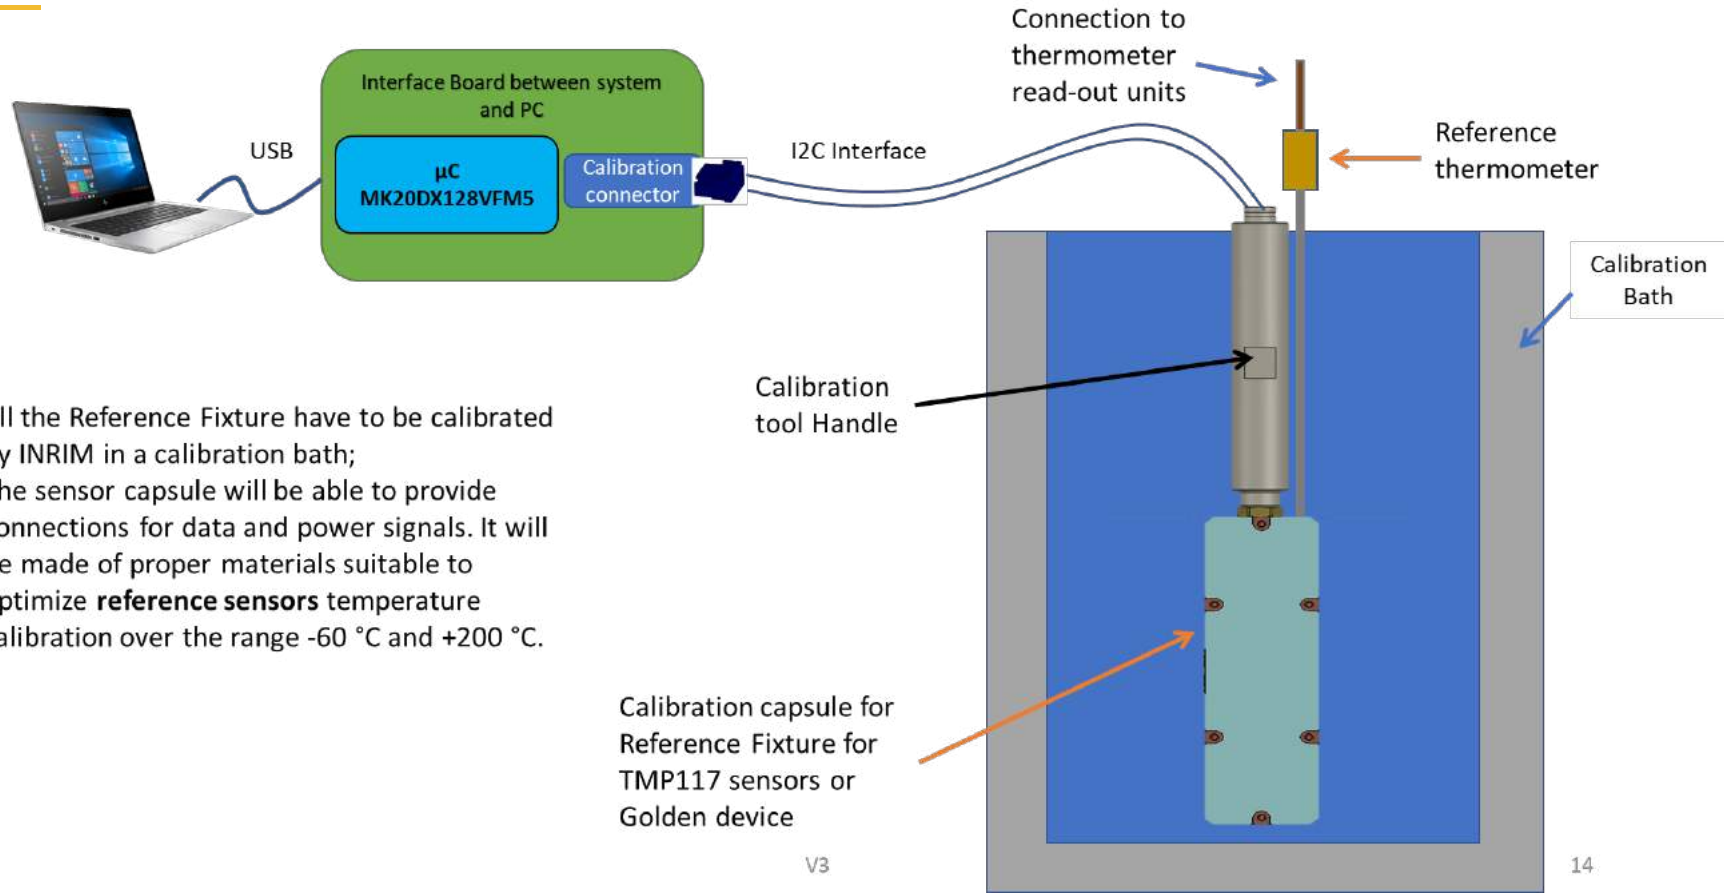 Connection to
thermometer
read-out units
Interface Board between system
and PC
USB
µC
MK20DX128VFM5
Calibration
connector
I2C Interface
Reference
thermometer
Calibration
Bath
Calibration
tool Handle
ll the Reference Fixture have to be calibrated
y INRIM in a calibration bath;
he sensor capsule will be able to provide
onnections for data and power signals. It will
e made of proper materials suitable to
ptimize reference sensors temperature
alibration over the range -60 °C and +200 °C.
Calibration capsule for
Reference Fixture for
TMP117 sensors or
Golden device
V3
14